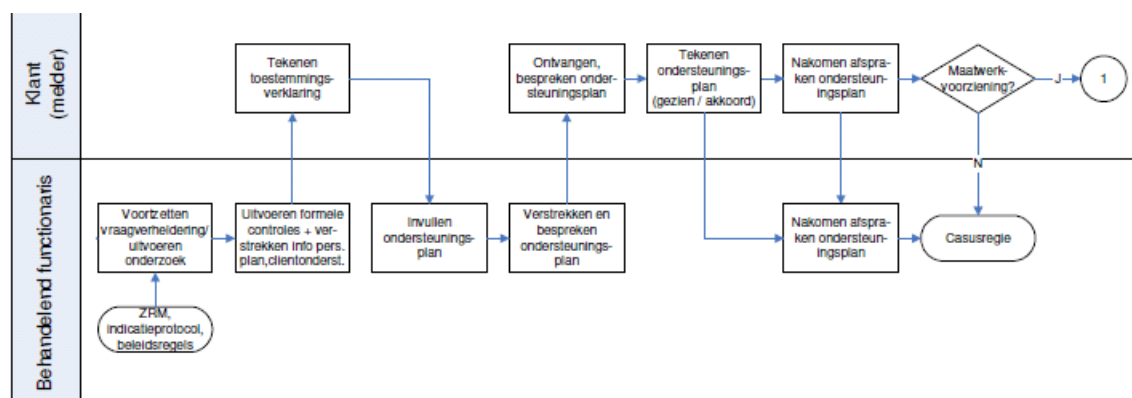 Klant
(melder)
Tekenen
toestemmings-
verklaring
Ontvangen,
bespreken onder-
steuningsplan
Tekenen
ondersteunings-
plan
(gezien / akkoord)
Nakomen afspra-
ken ondersteun-
ingsplan
Maatwerk-
voorziening?
J
1
N
Behandelend functionaris
Voortzetten
vraagverheldering/
uitvoeren
onderzoek
Uitvoeren formele
controles + ver-
strekken info pers.
plan,clientonderst.
Invullen
ondersteunings-
plan
Verstrekken en
bespreken
ondersteunings-
plan
Nakomen afspra-
ken ondersteun-
ingsplan
Casusregie
ZRM,
indicatieprotocol,
beleidsregels